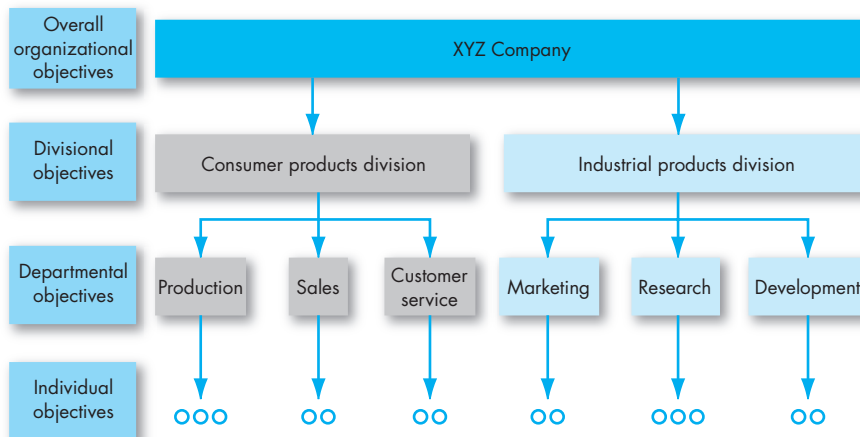 Overall
organizational
objectives
XYZ Company
Divisional
objectives
Consumer products division
Industrial products division
Departmental
objectives
Production
Sales
Customer
service
Marketing
Research
Development
Individual
objectives